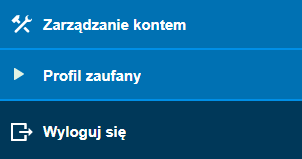 Zarządzanie kontem
Profil zaufany
Wyloguj się